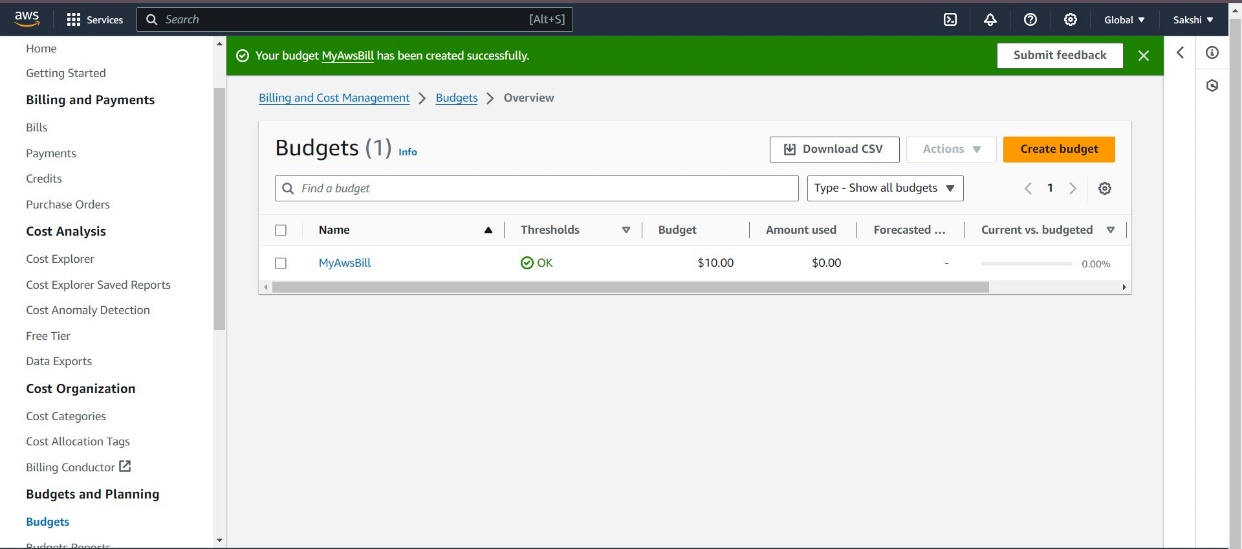 aws Services Search [Alt+S] Global ▼ Sakshi ▼
Home
Getting Started
Billing and Payments
Bills
Payments
Credits
Purchase Orders
Cost Analysis
Cost Explorer
Cost Explorer Saved Reports
Cost Anomaly Detection
Free Tier
Data Exports
Cost Organization
Cost Categories
Cost Allocation Tags
Billing Conductor
Budgets and Planning
Budgets
Budgets Reports
Your budget MyAwsBill has been created successfully. Submit feedback
Billing and Cost Management > Budgets > Overview
Budgets (1) Info Download CSV Actions ▼ Create budget
Find a budget Type - Show all budgets ▼ < 1 >
Name ▲ Thresholds ▽ Budget Amount used Forecasted ... Current vs. budgeted ▽
MyAwsBill OK $10.00 $0.00 - 0.00%